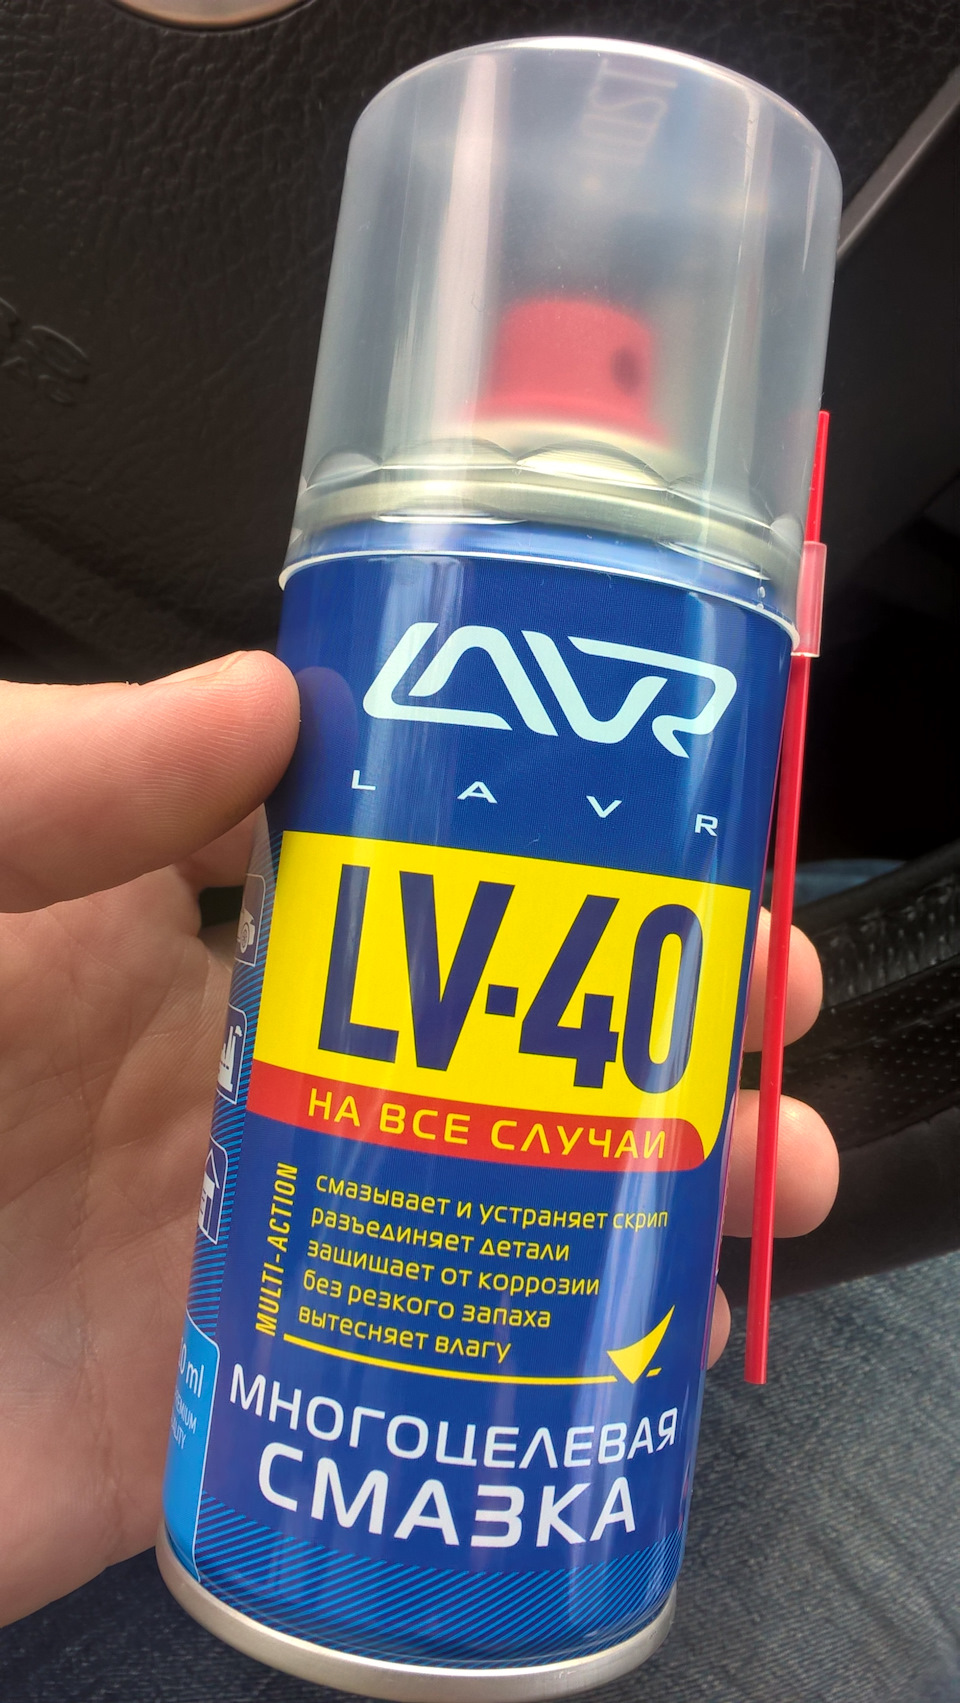 LAVR
L A V R
LV-40
НА ВСЕ СЛУЧАИ
MULTI-ACTION
смазывает и устраняет скрип
разъединяет детали
защищает от коррозии
без резкого запаха
вытесняет влагу
ml
МНОГОЦЕЛЕВАЯ
СМАЗКА